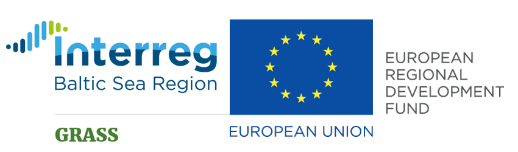 Interreg
Baltic Sea Region
GRASS
EUROPEAN UNION
EUROPEAN
REGIONAL
DEVELOPMENT
FUND